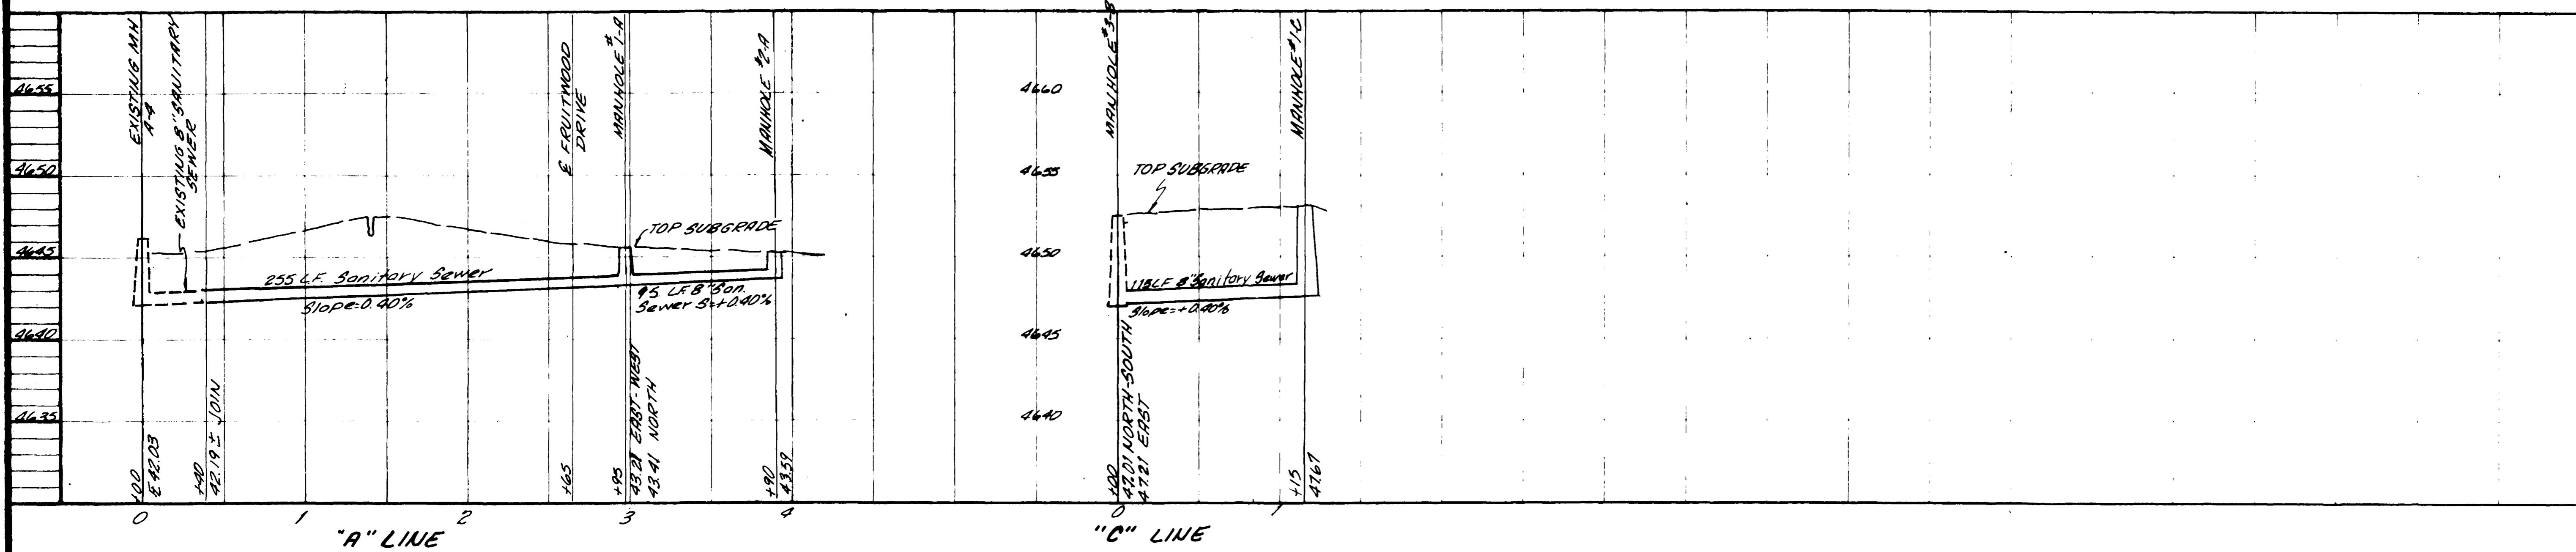 4655
4650
4645
4640
4635
EXISTING MH
A-4
EXISTING 8" SANITARY
SEWER
℄ FRUITWOOD
DRIVE
MANHOLE #1-A
MANHOLE #2-A
TOP SUBGRADE
255 L.F. Sanitary Sewer
Slope=0.40%
95 L.F. 8" San.
Sewer S=+0.40%
+00
E 42.03
+40
42.19± JOIN
+65
+95
43.21 EAST-WEST
43.41 NORTH
+90
43.59
0
1
2
3
4
"A" LINE
4660
4655
4650
4645
4640
MANHOLE #3-B
MANHOLE #1C
TOP SUBGRADE
115 LF 8" Sanitary Sewer
Slope=+0.40%
+00
47.01 NORTH-SOUTH
47.21 EAST
+15
47.67
0
1
"C" LINE